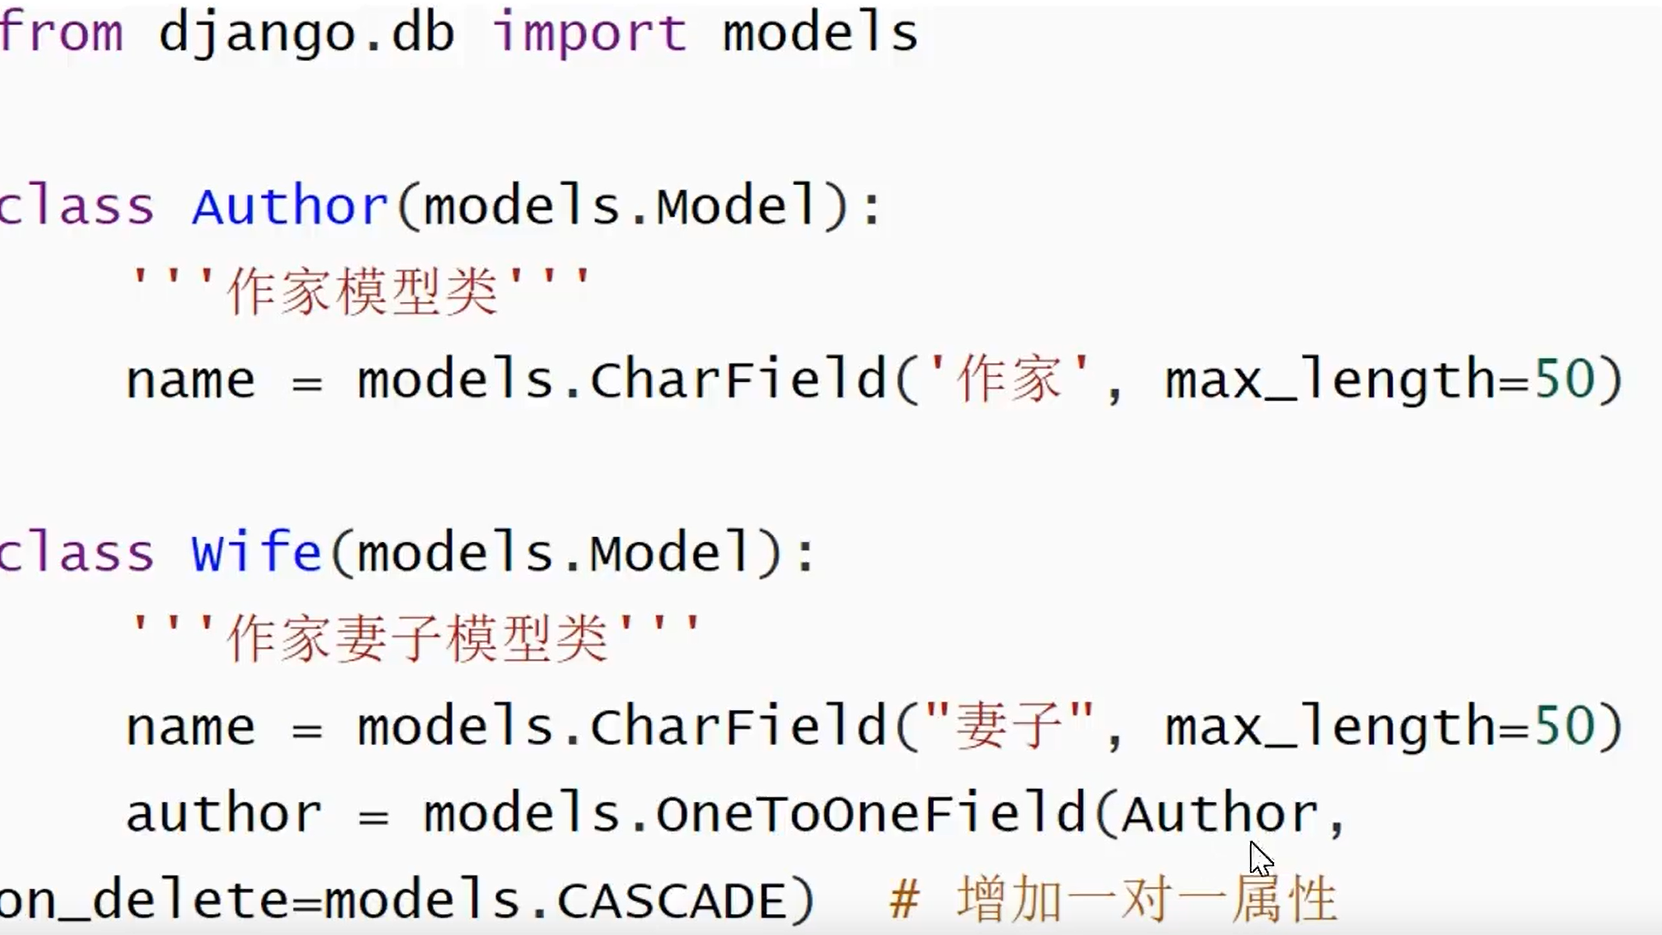 from django.db import models
class Author(models.Model):
'''作家模型类'''
name = models.CharField('作家', max_length=50)
class Wife(models.Model):
'''作家妻子模型类'''
name = models.CharField("妻子", max_length=50)
author = models.OneToOneField(Author,
on_delete=models.CASCADE)  # 增加一对一属性